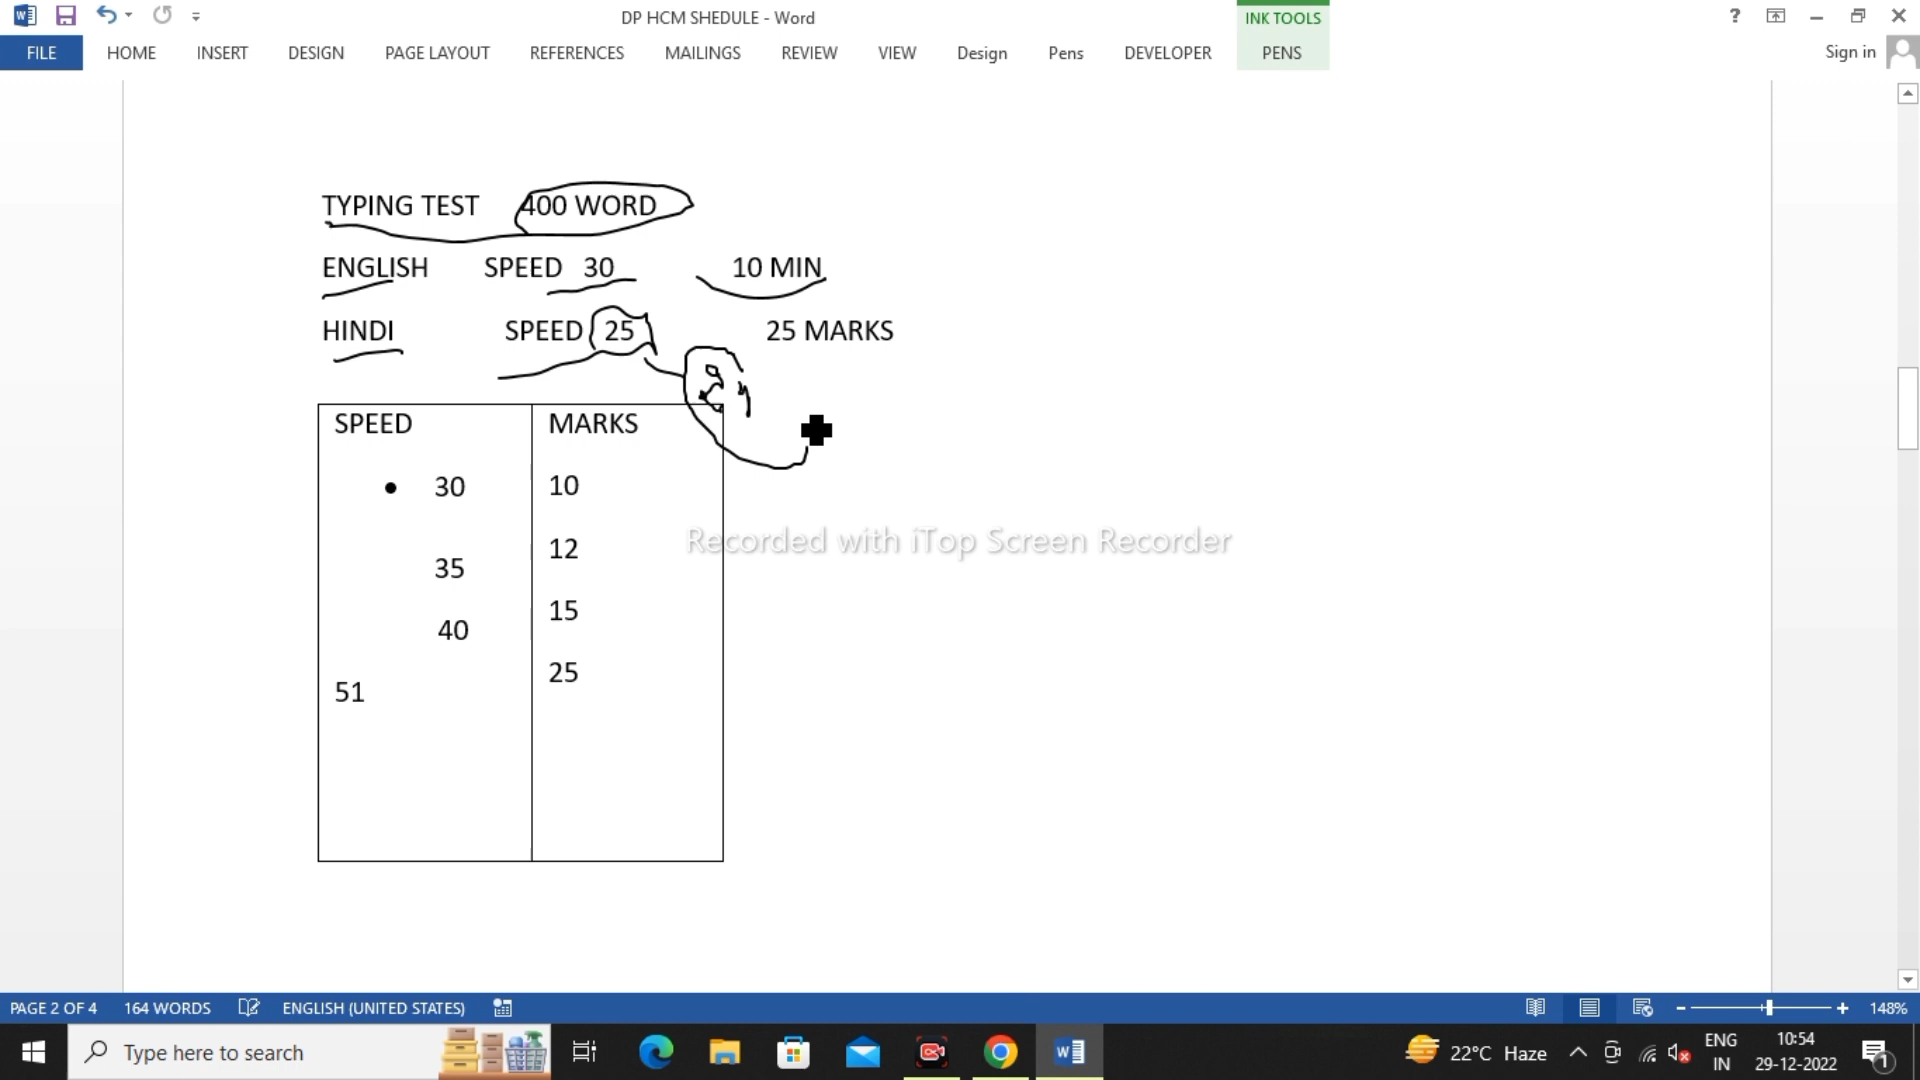 DP HCM SHEDULE - Word
INK TOOLS
?
FILE HOME INSERT DESIGN PAGE LAYOUT REFERENCES MAILINGS REVIEW VIEW Design Pens DEVELOPER PENS
Sign in
TYPING TEST 400 WORD
ENGLISH SPEED 30 10 MIN
HINDI SPEED 25 25 MARKS
SPEED MARKS
• 30 10
35 12
40 15
51 25
Recorded with iTop Screen Recorder
PAGE 2 OF 4 164 WORDS ENGLISH (UNITED STATES) 148%
Type here to search
22°C Haze
ENG
IN
10:54
29-12-2022
1